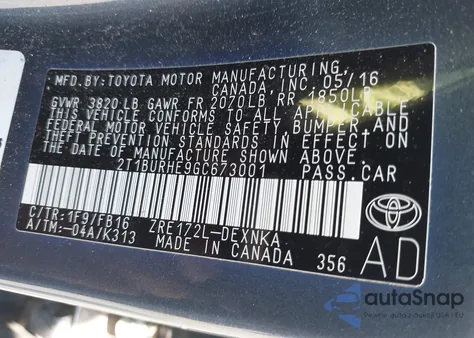 MFD.BY:TOYOTA MOTOR MANUFACTURING,
CANADA, INC. 05/16
GVWR 3820 LB GAWR FR 2070LB RR 1850LB
THIS VEHICLE CONFORMS TO ALL APPLICABLE
FEDERAL MOTOR VEHICLE SAFETY, BUMPER, AND
THEFT PREVENTION STANDARDS IN EFFECT ON THE
DATE OF MANUFACTURE SHOWN ABOVE.
2T1BURHE9GC673001 PASS.CAR
C/TR: 1F9/FB16 ZRE172L-DEXNKA
A/TM: -04A/K313 MADE IN CANADA 356
AD
autoSnap